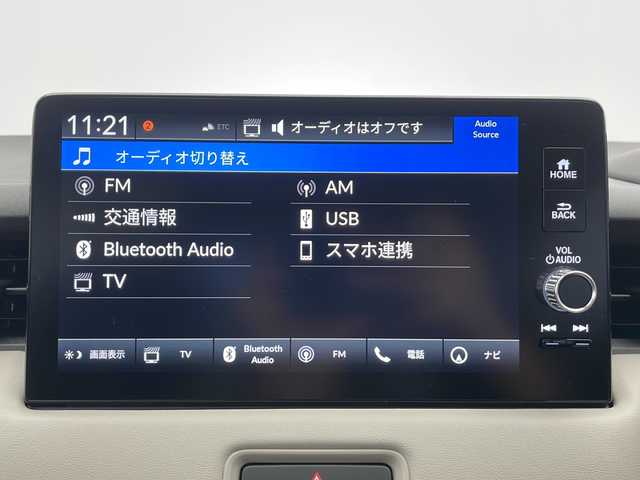 11:21 2 ETC オーディオはオフです Audio Source
オーディオ切り替え
FM AM
交通情報 USB
Bluetooth Audio スマホ連携
TV
HOME
BACK
VOL
AUDIO
画面表示 TV Bluetooth Audio FM 電話 ナビ